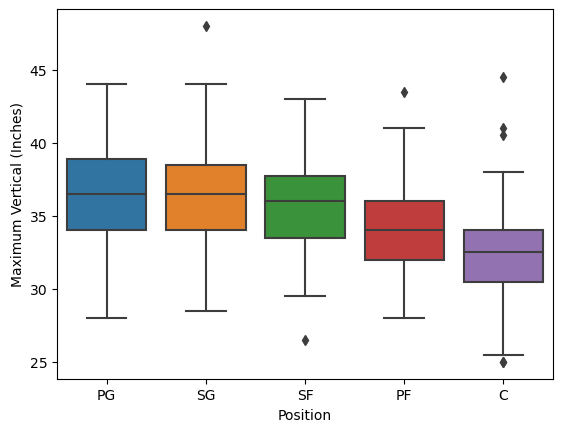 Maximum Vertical (Inches)
45
40
35
30
25
PG SG SF PF C
Position